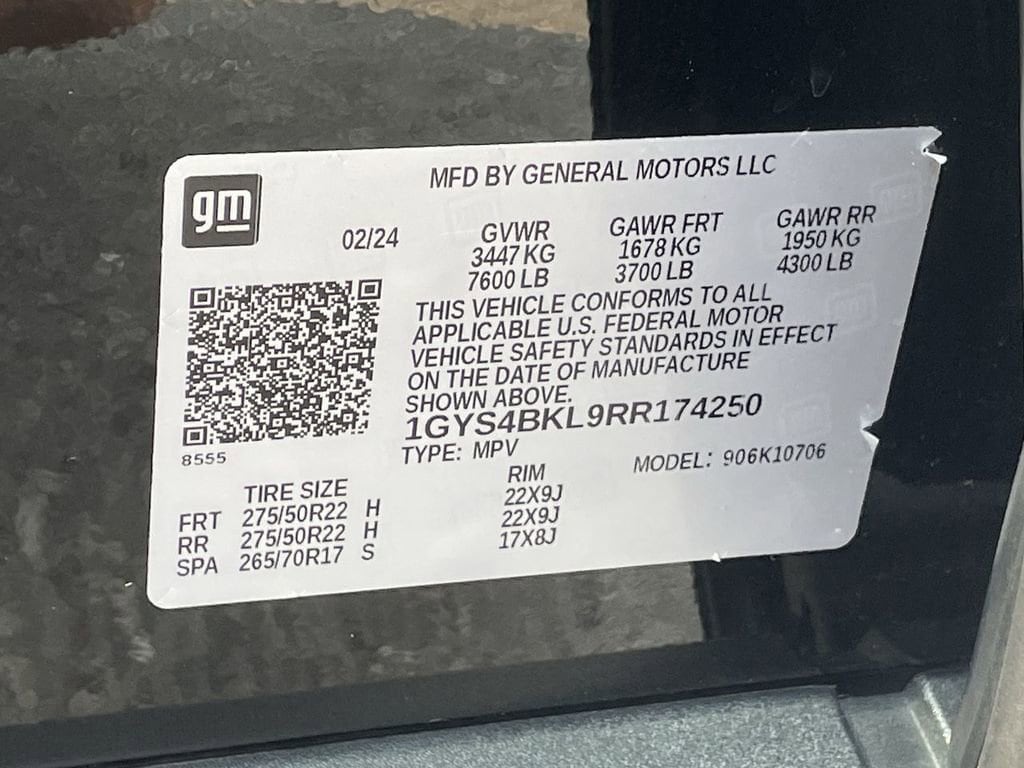 gm
MFD BY GENERAL MOTORS LLC
02/24
GVWR
3447 KG
7600 LB
GAWR FRT
1678 KG
3700 LB
GAWR RR
1950 KG
4300 LB
THIS VEHICLE CONFORMS TO ALL
APPLICABLE U.S. FEDERAL MOTOR
VEHICLE SAFETY STANDARDS IN EFFECT
ON THE DATE OF MANUFACTURE
SHOWN ABOVE.
1GYS4BKL9RR174250
8555
TYPE: MPV
MODEL: 906K10706
TIRE SIZE RIM
FRT 275/50R22 H 22X9J
RR 275/50R22 H 22X9J
SPA 265/70R17 S 17X8J